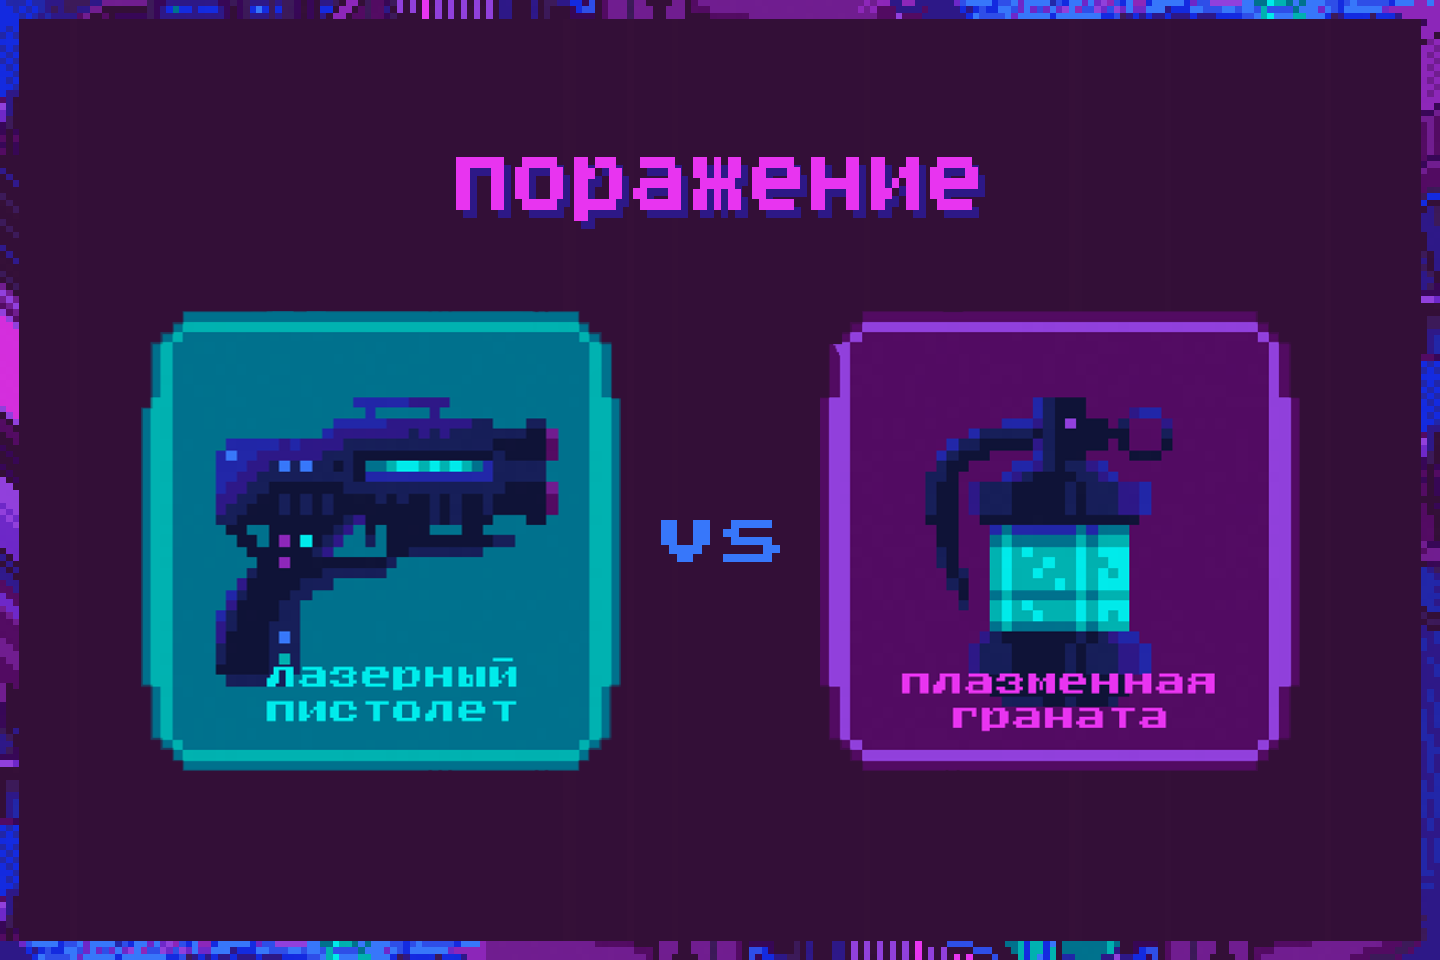 поражение
лазерный
пистолет
vs
плазменная
граната